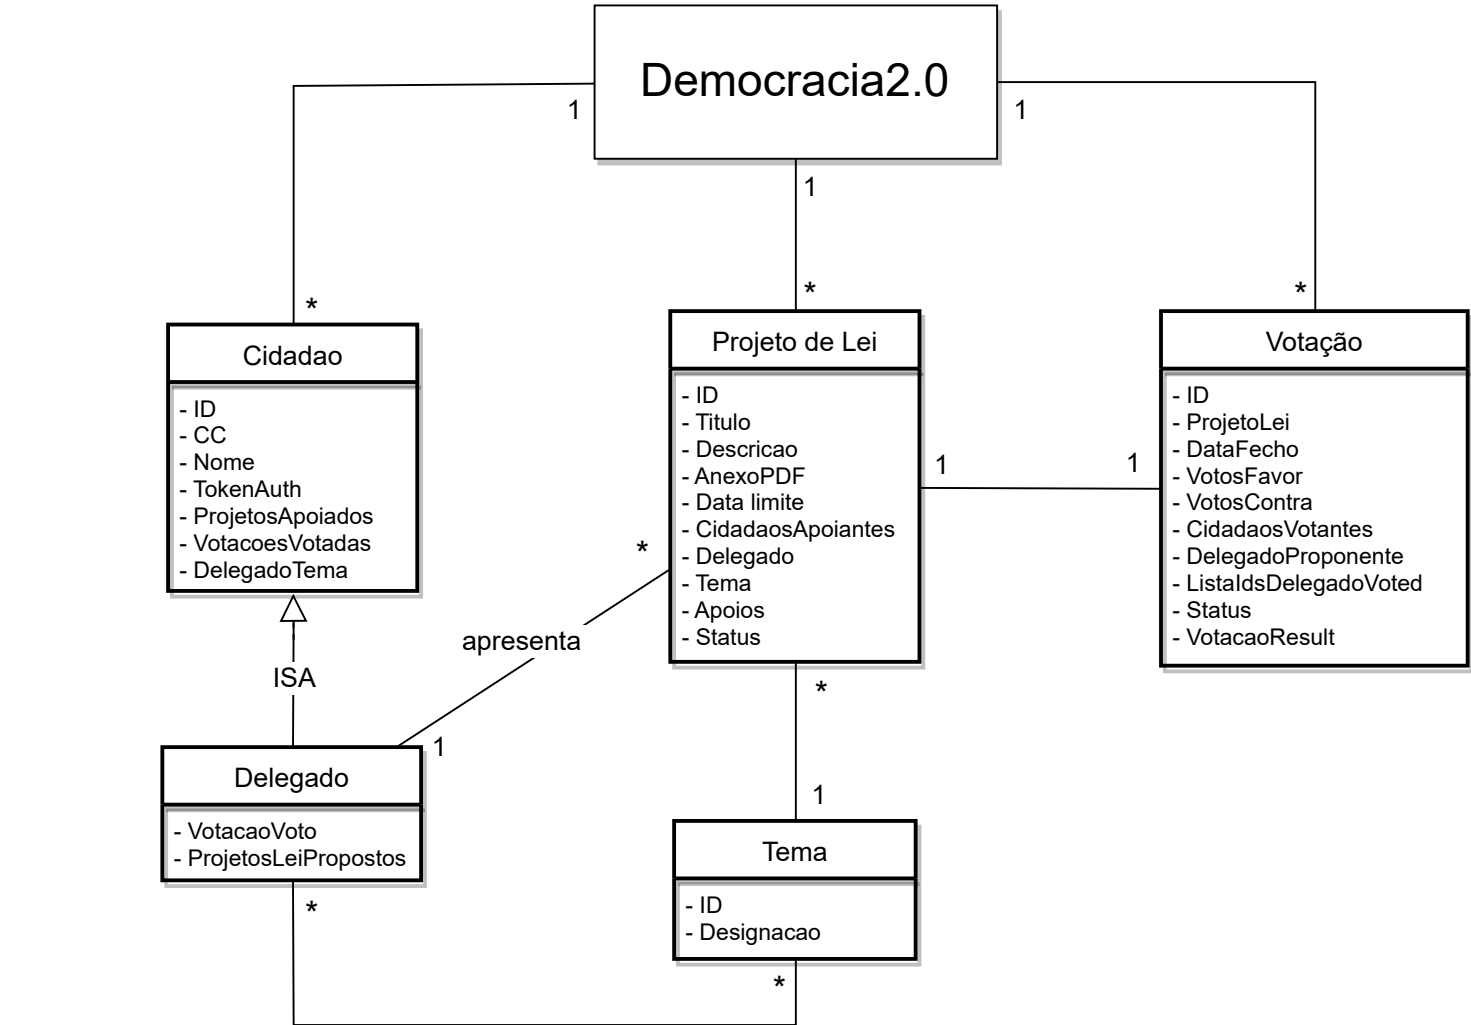 Democracia2.0
1
1
1
*
*
*
Cidadao
- ID
- CC
- Nome
- TokenAuth
- ProjetosApoiados
- VotacoesVotadas
- DelegadoTema
Projeto de Lei
- ID
- Titulo
- Descricao
- AnexoPDF
- Data limite
- CidadaosApoiantes
- Delegado
- Tema
- Apoios
- Status
Votação
- ID
- ProjetoLei
- DataFecho
- VotosFavor
- VotosContra
- CidadaosVotantes
- DelegadoProponente
- ListaIdsDelegadoVoted
- Status
- VotacaoResult
1
1
*
apresenta
ISA
*
1
Delegado
- VotacaoVoto
- ProjetosLeiPropostos
1
Tema
- ID
- Designacao
*
*